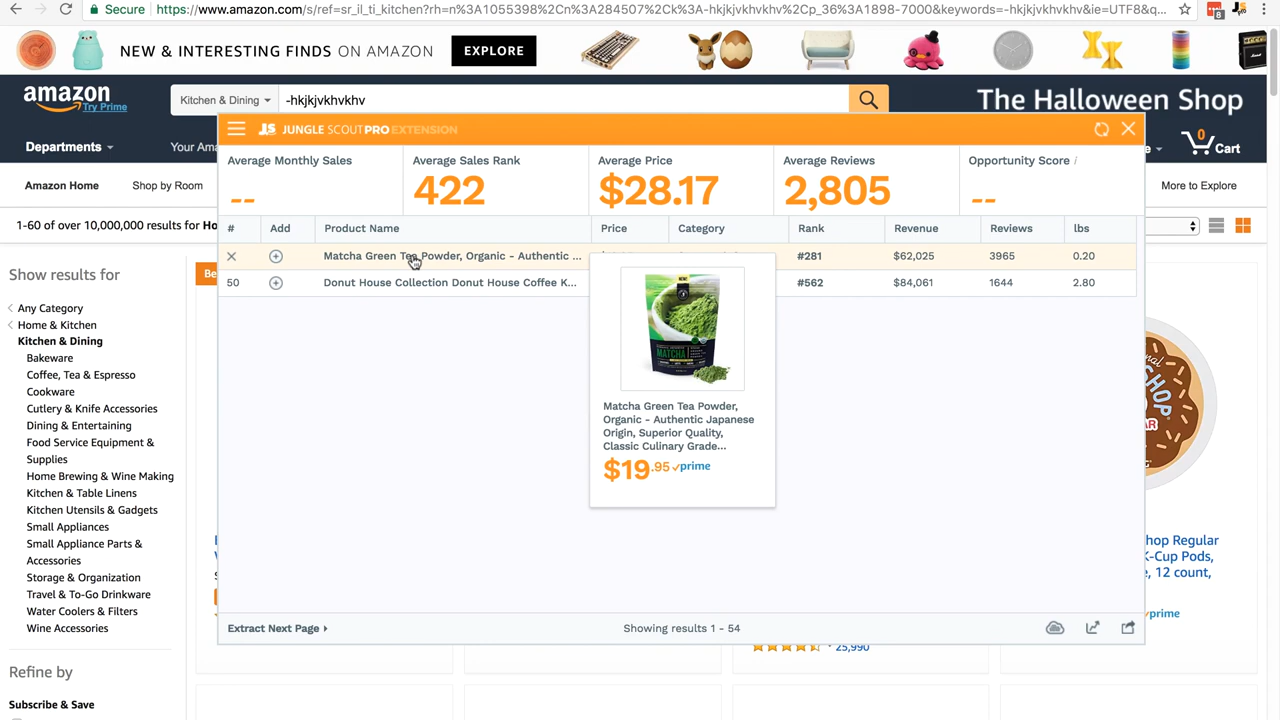 Secure
https://www.amazon.com/s/ref=sr_il_ti_kitchen?rh=n%3A1055398%2Cn%3A284507%2Ck%3A-hkjkjvkhvkhv%2Cp_36%3A1898-7000&keywords=-hkjkjvkhvkhv&ie=UTF8&q...
8
NEW & INTERESTING FINDS ON AMAZON
EXPLORE
amazon
Try Prime
Kitchen & Dining
-hkjkjvkhvkhv
The Halloween Shop
Departments
Your Ama
0
Cart
JS JUNGLE SCOUT PRO EXTENSION
Average Monthly Sales
--
Average Sales Rank
422
Average Price
$28.17
Average Reviews
2,805
Opportunity Score i
--
Amazon Home
Shop by Room
More to Explore
1-60 of over 10,000,000 results for Ho
# Add Product Name Price Category Rank Revenue Reviews lbs
Matcha Green Tea Powder, Organic - Authentic ... #281 $62,025 3965 0.20
50 Donut House Collection Donut House Coffee K... #562 $84,061 1644 2.80
Matcha Green Tea Powder,
Organic - Authentic Japanese
Origin, Superior Quality,
Classic Culinary Grade...
$19.95 prime
MATCHA
Show results for
Any Category
Home & Kitchen
Kitchen & Dining
Bakeware
Coffee, Tea & Espresso
Cookware
Cutlery & Knife Accessories
Dining & Entertaining
Food Service Equipment &
Supplies
Home Brewing & Wine Making
Kitchen & Table Linens
Kitchen Utensils & Gadgets
Small Appliances
Small Appliance Parts &
Accessories
Storage & Organization
Travel & To-Go Drinkware
Water Coolers & Filters
Wine Accessories
Refine by
Subscribe & Save
Be
hop Regular
K-Cup Pods,
e, 12 count,
prime
Extract Next Page
Showing results 1 - 54
25,990